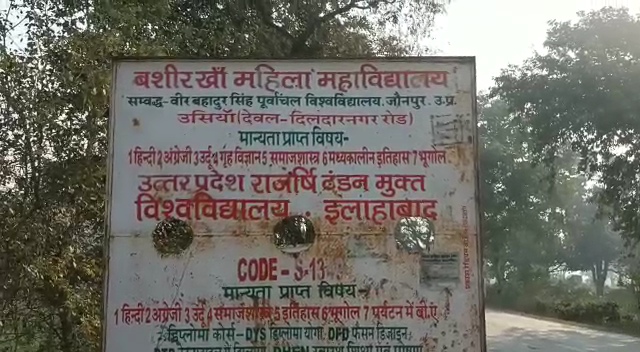 बशीर खाँ महिला महाविद्यालय
सम्वद्ध-वीर बहादुर सिंह पूर्वांचल विश्वविद्यालय, जौनपुर. उ.प्र.
उसियाँ (देवल-दिलदारनगर रोड)
मान्यता प्राप्त विषय-
1 हिन्दी 2 अंग्रेजी 3 उर्दू 4 गृह विज्ञान 5 समाजशास्त्र 6 मध्यकालीन इतिहास 7 भूगोल
उत्तर प्रदेश राजर्षि टंडन मुक्त
विश्वविद्यालय . इलाहाबाद
CODE - S-13
मान्यता प्राप्त विषय-
1 हिन्दी 2 अंग्रेजी 3 उर्दू 4 समाजशास्त्र 5 इतिहास 6 भूगोल 7 पर्यटन में बी.ए.
डिप्लोमा कोर्स-DYS डिप्लोमा योगा, DFD फैसन डिजाइन